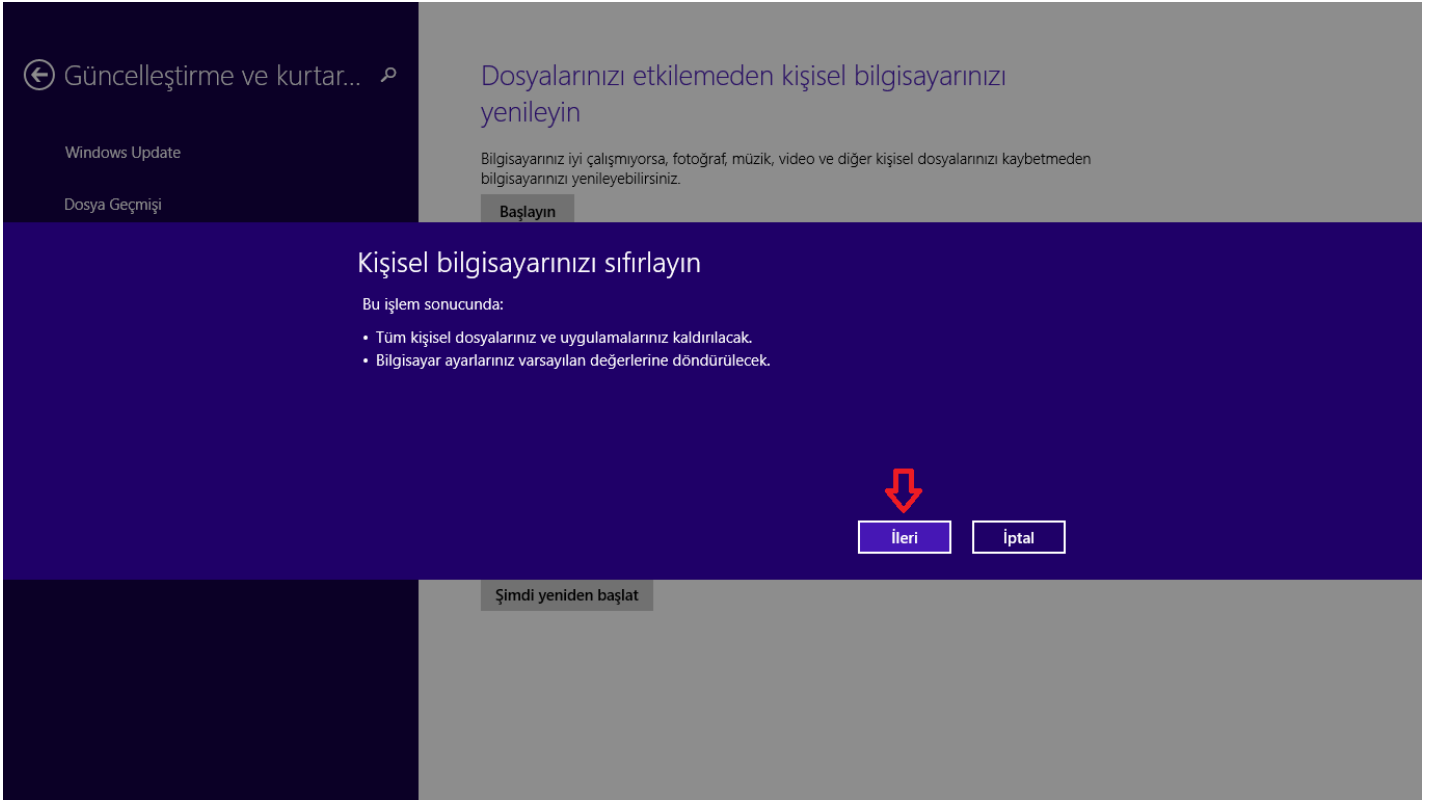 Güncelleştirme ve kurtar...
Windows Update
Dosya Geçmişi
Dosyalarınızı etkilemeden kişisel bilgisayarınızı
yenileyin
Bilgisayarınız iyi çalışmıyorsa, fotoğraf, müzik, video ve diğer kişisel dosyalarınızı kaybetmeden
bilgisayarınızı yenileyebilirsiniz.
Başlayın
Kişisel bilgisayarınızı sıfırlayın
Bu işlem sonucunda:
• Tüm kişisel dosyalarınız ve uygulamalarınız kaldırılacak.
• Bilgisayar ayarlarınız varsayılan değerlerine döndürülecek.
İleri
İptal
Şimdi yeniden başlat